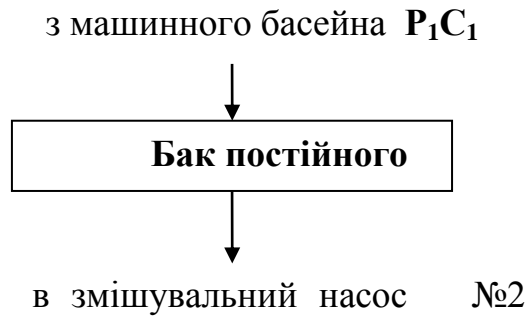 з машинного басейна P₁C₁
Бак постійного
в змішувальний насос №2